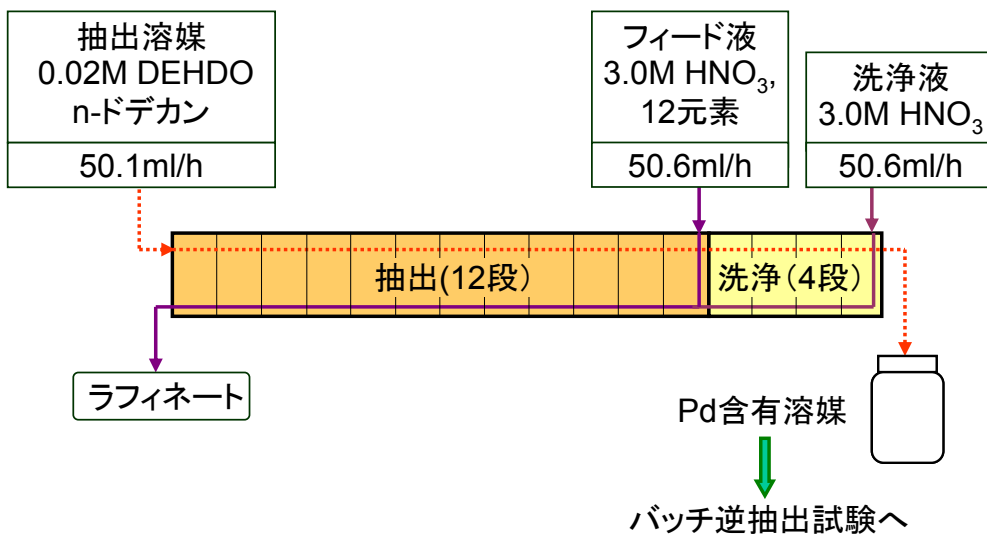 抽出溶媒
0.02M DEHDO
n-ドデカン
50.1ml/h
フィード液
3.0M HNO₃,
12元素
50.6ml/h
洗浄液
3.0M HNO₃
50.6ml/h
抽出(12段）
洗浄（4段）
ラフィネート
Pd含有溶媒
バッチ逆抽出試験へ